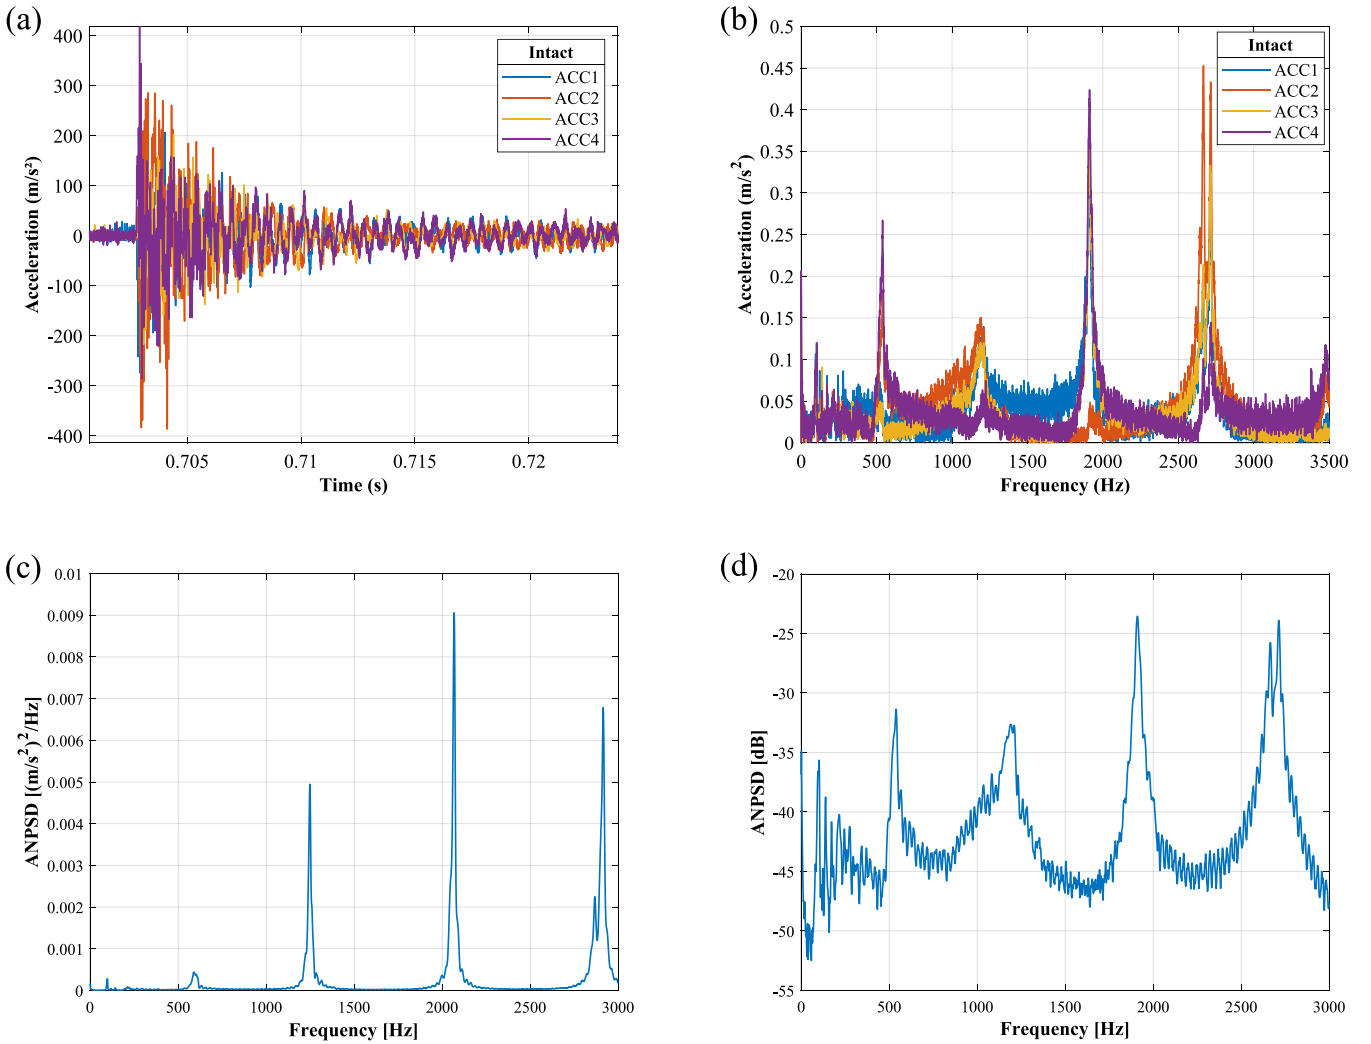 (a)
400
300
200
100
0
-100
-200
-300
-400
0.705
0.71
0.715
0.72
Time (s)
Acceleration (m/s²)
Intact
ACC1
ACC2
ACC3
ACC4
(b)
0.5
0.45
0.4
0.35
0.3
0.25
0.2
0.15
0.1
0.05
0
0
500
1000
1500
2000
2500
3000
3500
Frequency (Hz)
Acceleration (m/s²)
Intact
ACC1
ACC2
ACC3
ACC4
(c)
0.01
0.009
0.008
0.007
0.006
0.005
0.004
0.003
0.002
0.001
0
0
500
1000
1500
2000
2500
3000
Frequency [Hz]
ANPSD [(m/s²)²/Hz]
(d)
-20
-25
-30
-35
-40
-45
-50
-55
0
500
1000
1500
2000
2500
3000
Frequency [Hz]
ANPSD [dB]